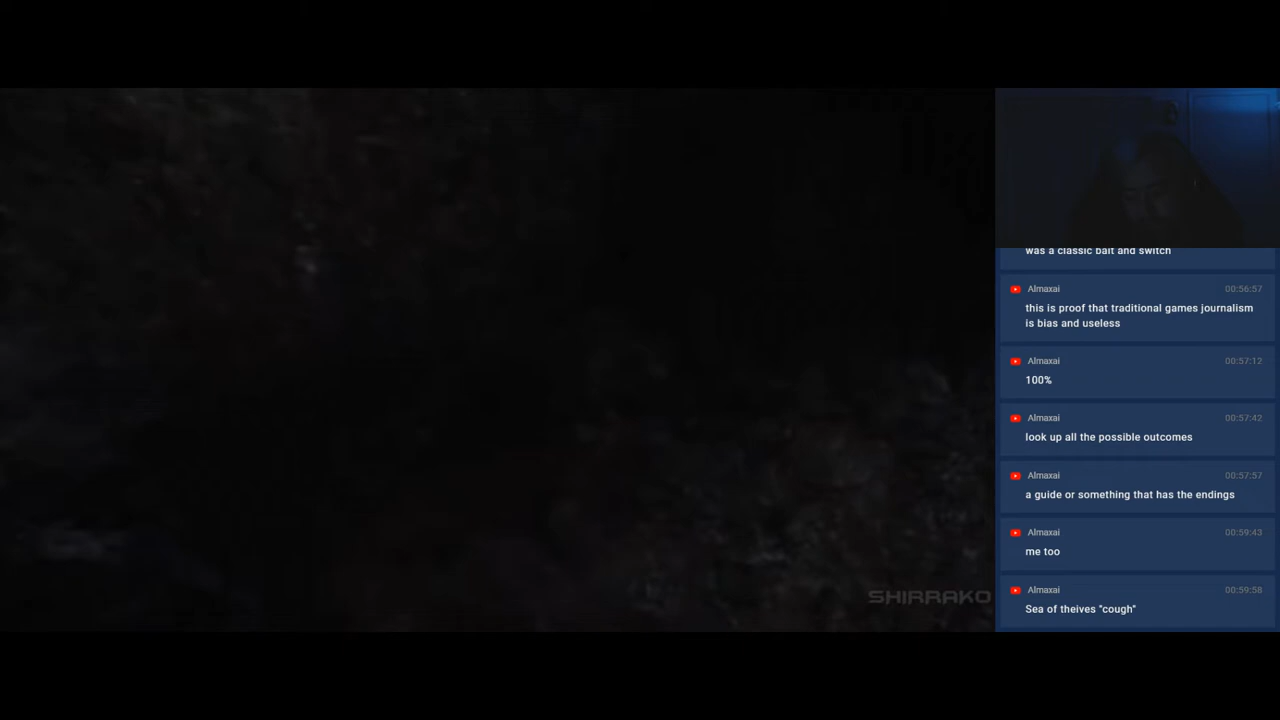 was a classic bait and switch
Almaxai 00:56:57
this is proof that traditional games journalism
is bias and useless
Almaxai 00:57:12
100%
Almaxai 00:57:42
look up all the possible outcomes
Almaxai 00:57:57
a guide or something that has the endings
Almaxai 00:59:43
me too
Almaxai 00:59:58
Sea of theives "cough"
SHIRRAKO